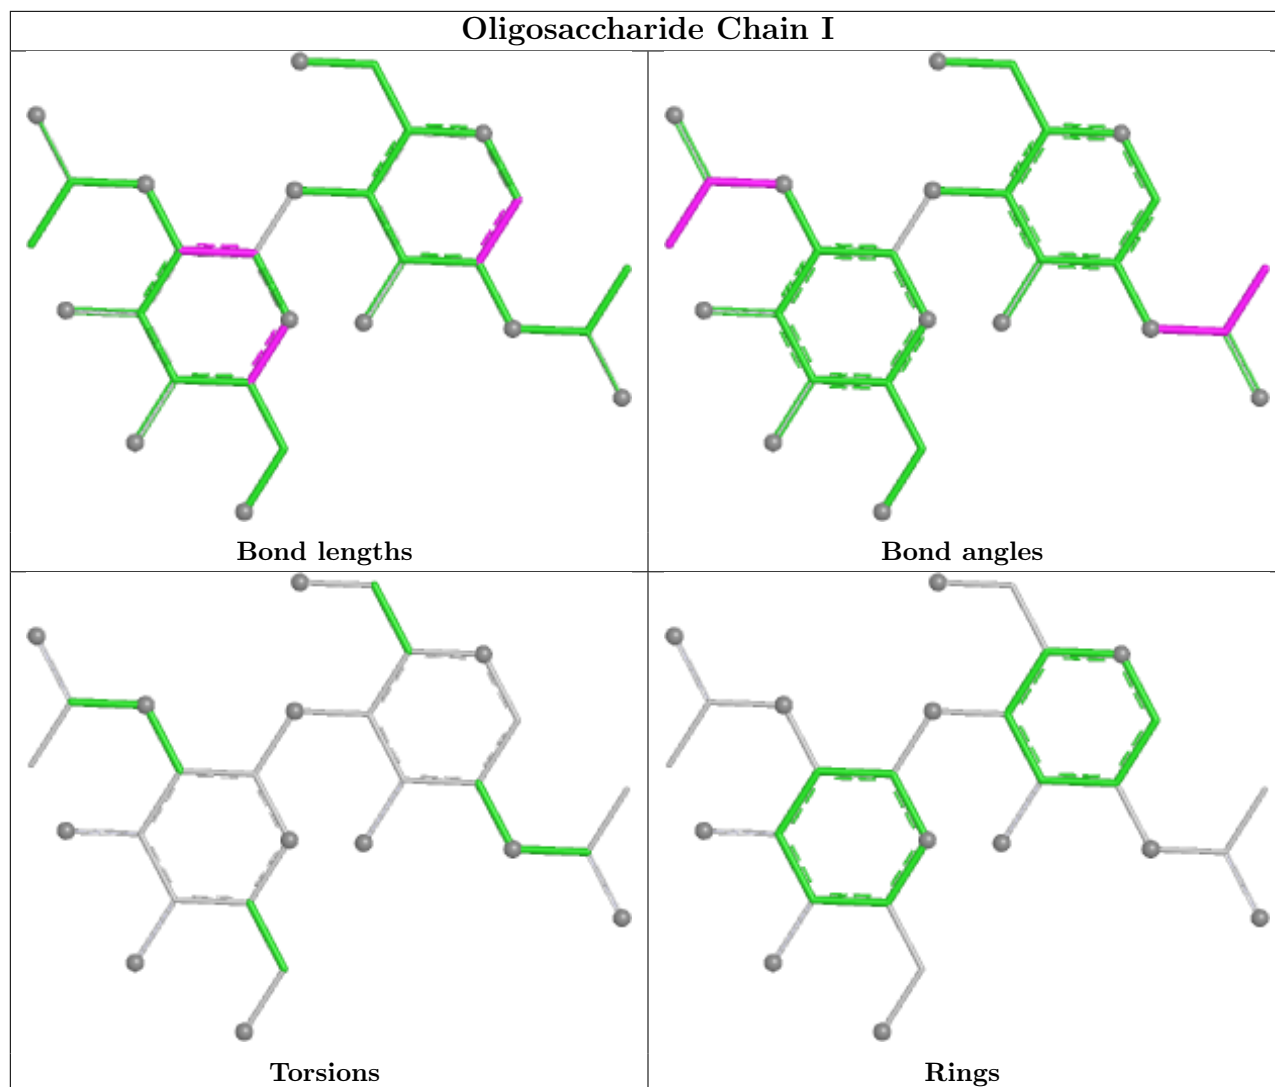 Oligosaccharide Chain I
Bond lengths
Bond angles
Torsions
Rings